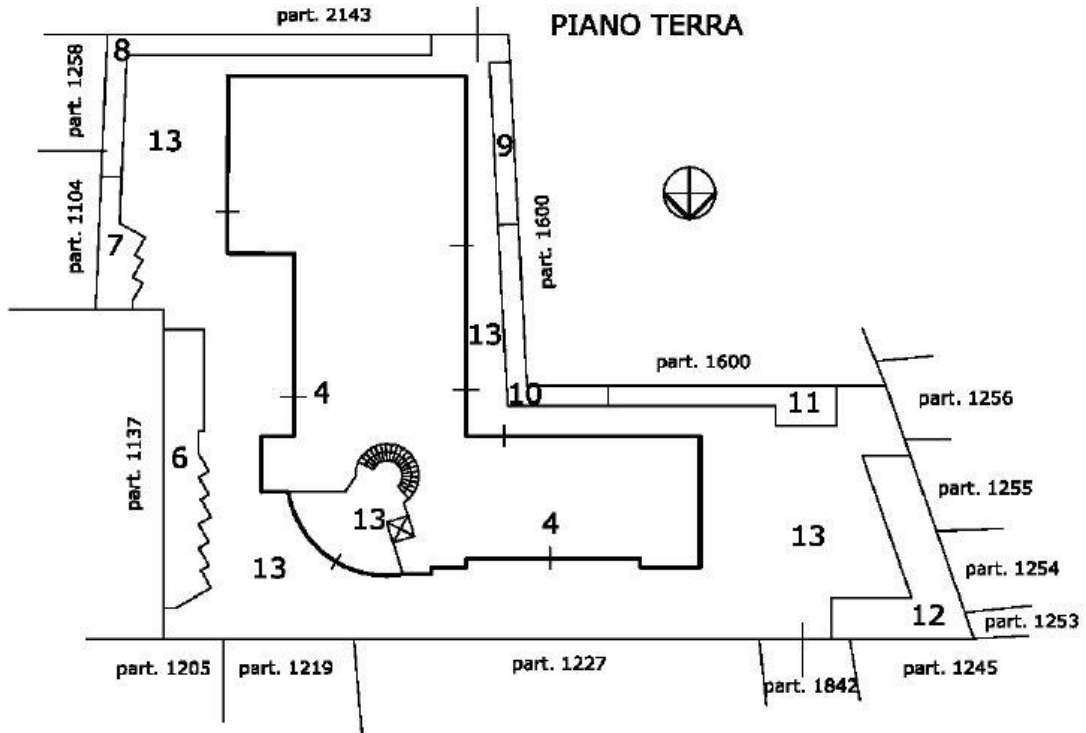 part. 2143
PIANO TERRA
8
part. 1258
13
9
part. 1104
part. 1600
7
13
part. 1600
4
10
11
part. 1256
part. 1137
6
part. 1255
13
4
13
13
part. 1254
12
part. 1253
part. 1205
part. 1219
part. 1227
part. 1842
part. 1245